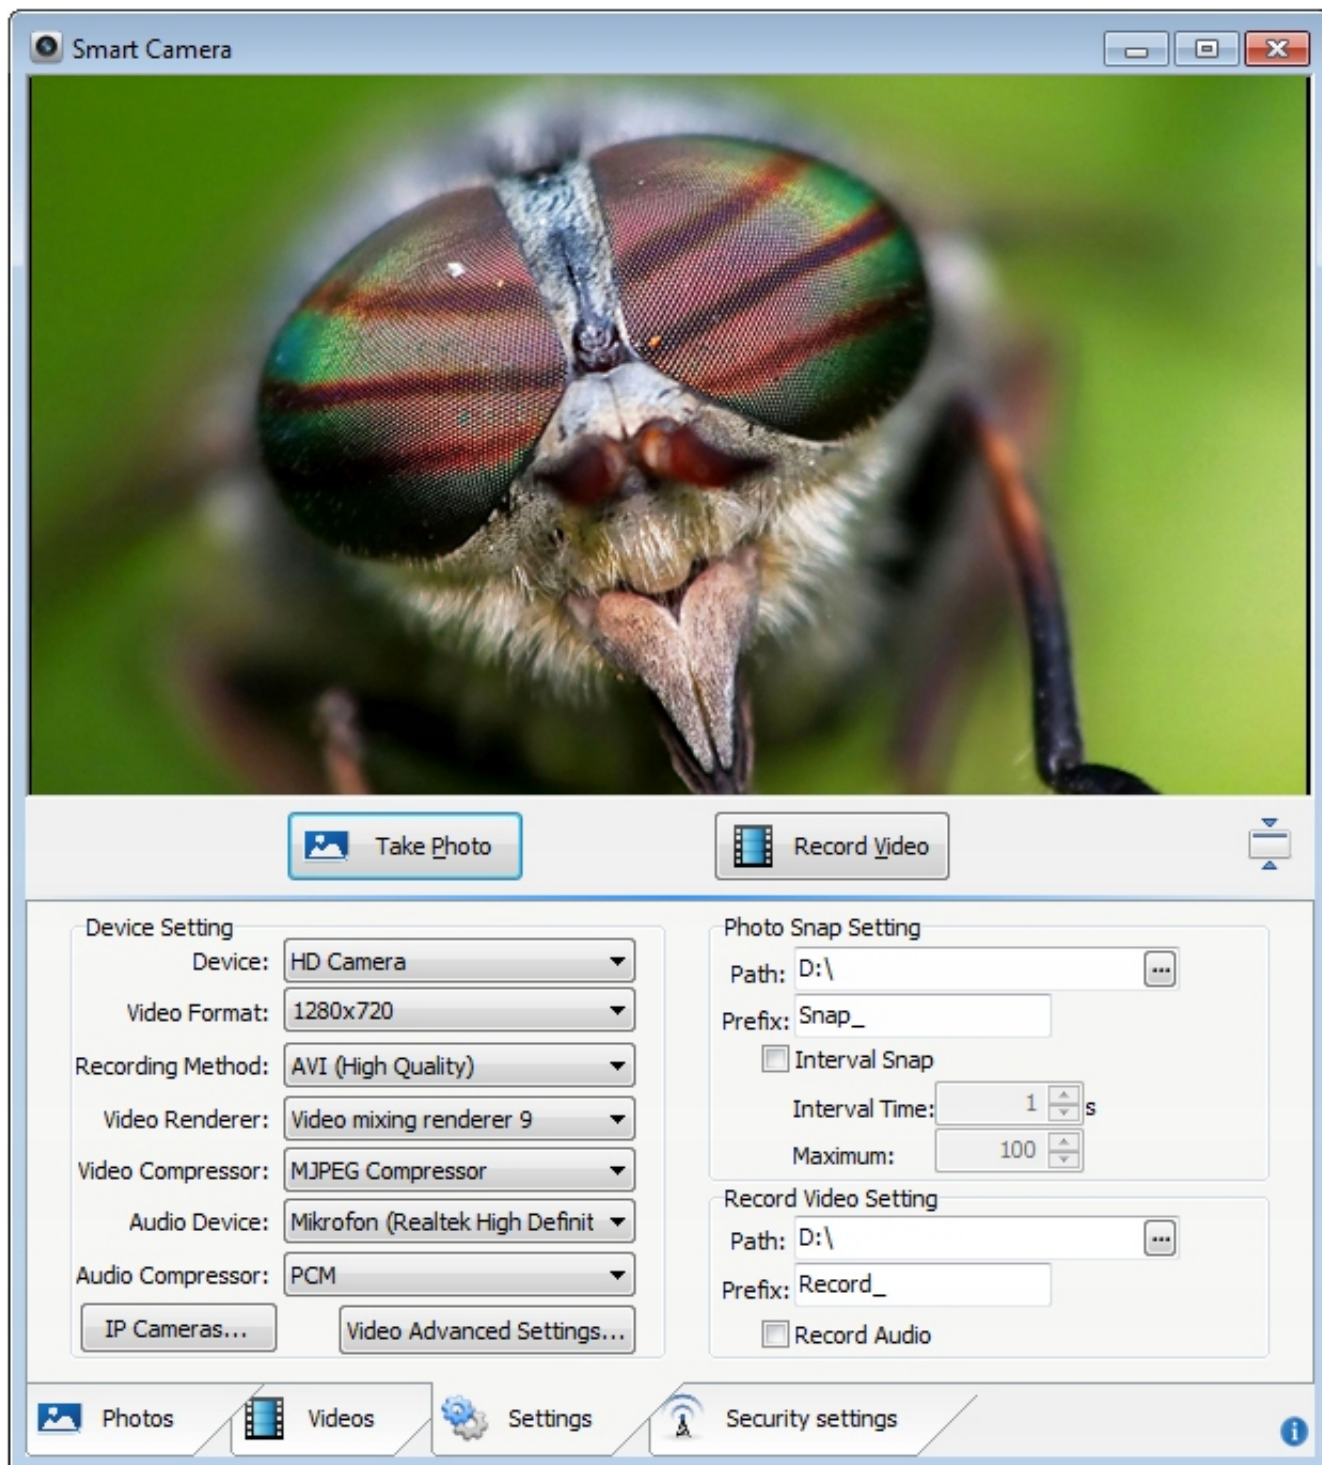 Smart Camera
Take Photo
Record Video
Device Setting
Device: HD Camera
Video Format: 1280x720
Recording Method: AVI (High Quality)
Video Renderer: Video mixing renderer 9
Video Compressor: MJPEG Compressor
Audio Device: Mikrofon (Realtek High Definit
Audio Compressor: PCM
IP Cameras...
Video Advanced Settings...
Photo Snap Setting
Path: D:\
...
Prefix: Snap_
Interval Snap
Interval Time: 1 s
Maximum: 100
Record Video Setting
Path: D:\
...
Prefix: Record_
Record Audio
Photos
Videos
Settings
Security settings